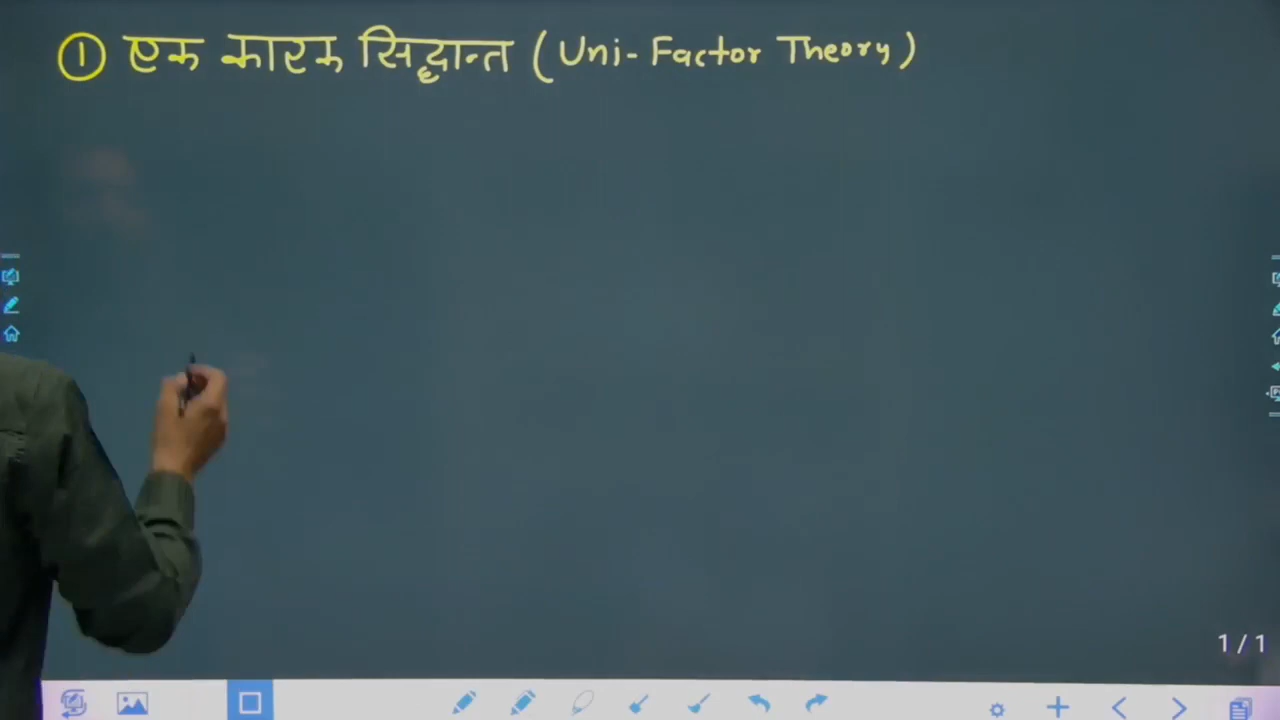 ① एक कारक सिद्धान्त (Uni-Factor Theory)
1/1